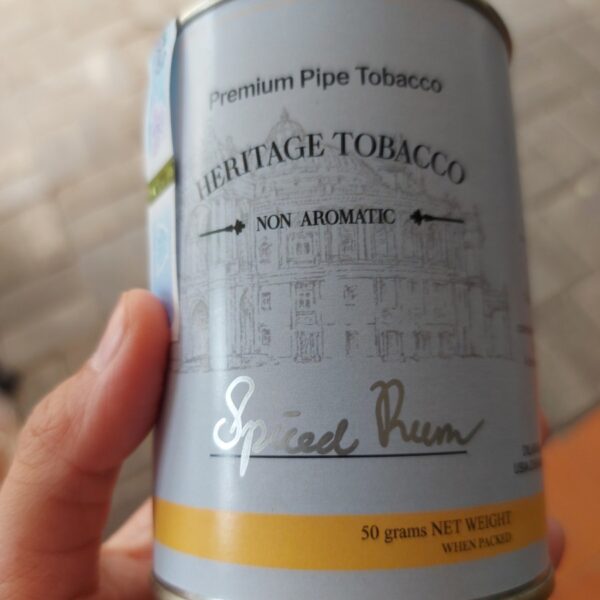 Premium Pipe Tobacco
HERITAGE TOBACCO
NON AROMATIC
Spiced Rum
50 grams NET WEIGHT
WHEN PACKED